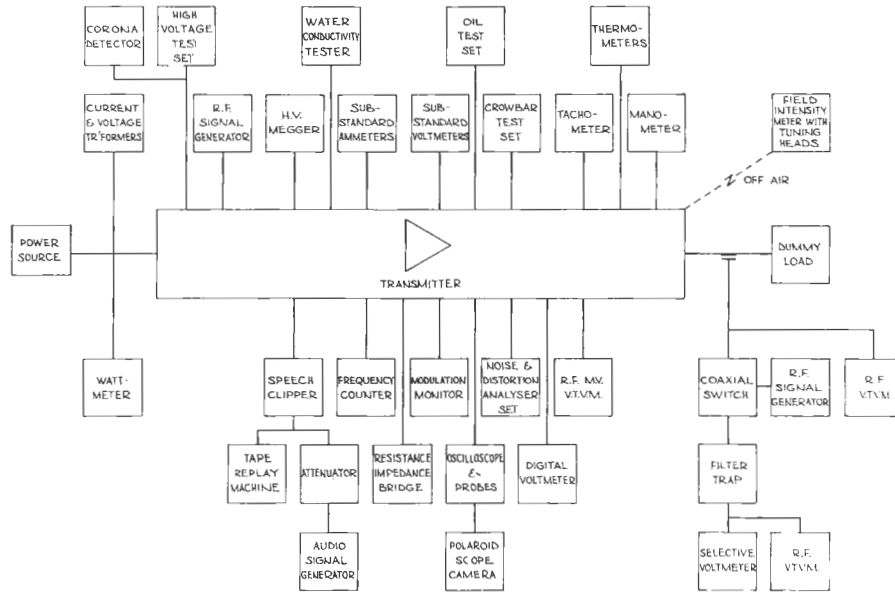 CORONA
DETECTOR
HIGH
VOLTAGE
TEST
SET
WATER
CONDUCTIVITY
TESTER
OIL
TEST
SET
THERMO-
METERS
CURRENT
& VOLTAGE
TR'FORMERS
R.F.
SIGNAL
GENERATOR
H.V.
MEGGER
SUB-
STANDARD
AMMETERS
SUB-
STANDARD
VOLTMETERS
CROWBAR
TEST
SET
TACHO-
METER
MANO-
METER
FIELD
INTENSITY
METER WITH
TUNING
HEADS
OFF AIR
POWER
SOURCE
TRANSMITTER
DUMMY
LOAD
WATT-
METER
SPEECH
CLIPPER
FREQUENCY
COUNTER
MODULATION
MONITOR
NOISE &
DISTORTION
ANALYSER
SET
R.F. MV.
V.T.V.M.
COAXIAL
SWITCH
R.F.
SIGNAL
GENERATOR
R.F
V.T.V.M.
TAPE
REPLAY
MACHINE
ATTENUATOR
RESISTANCE
IMPEDANCE
BRIDGE
OSCILLOSCOPE
&
PROBES
DIGITAL
VOLTMETER
FILTER
TRAP
AUDIO
SIGNAL
GENERATOR
POLAROID
SCOPE
CAMERA
SELECTIVE
VOLTMETER
R.F.
V.T.V.M.